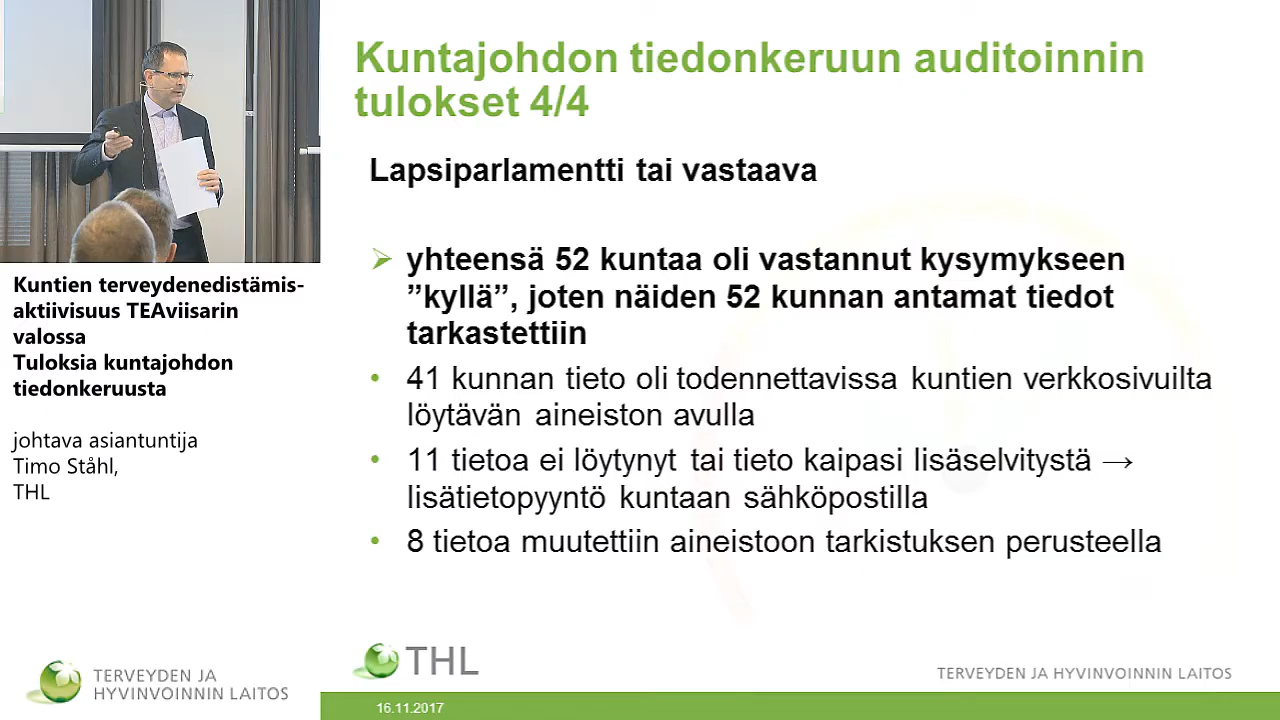 Kuntajohdon tiedonkeruun auditoinnin
tulokset 4/4
Lapsiparlamentti tai vastaava
yhteensä 52 kuntaa oli vastannut kysymykseen
”kyllä”, joten näiden 52 kunnan antamat tiedot
tarkastettiin
• 41 kunnan tieto oli todennettavissa kuntien verkkosivuilta
löytävän aineiston avulla
• 11 tietoa ei löytynyt tai tieto kaipasi lisäselvitystä →
lisätietopyyntö kuntaan sähköpostilla
• 8 tietoa muutettiin aineistoon tarkistuksen perusteella
Kuntien terveydenedistämis-
aktiivisuus TEAviisarin
valossa
Tuloksia kuntajohdon
tiedonkeruusta
johtava asiantuntija
Timo Ståhl,
THL
TERVEYDEN JA
HYVINVOINNIN LAITOS
THL
TERVEYDEN JA HYVINVOINNIN LAITOS
16.11.2017